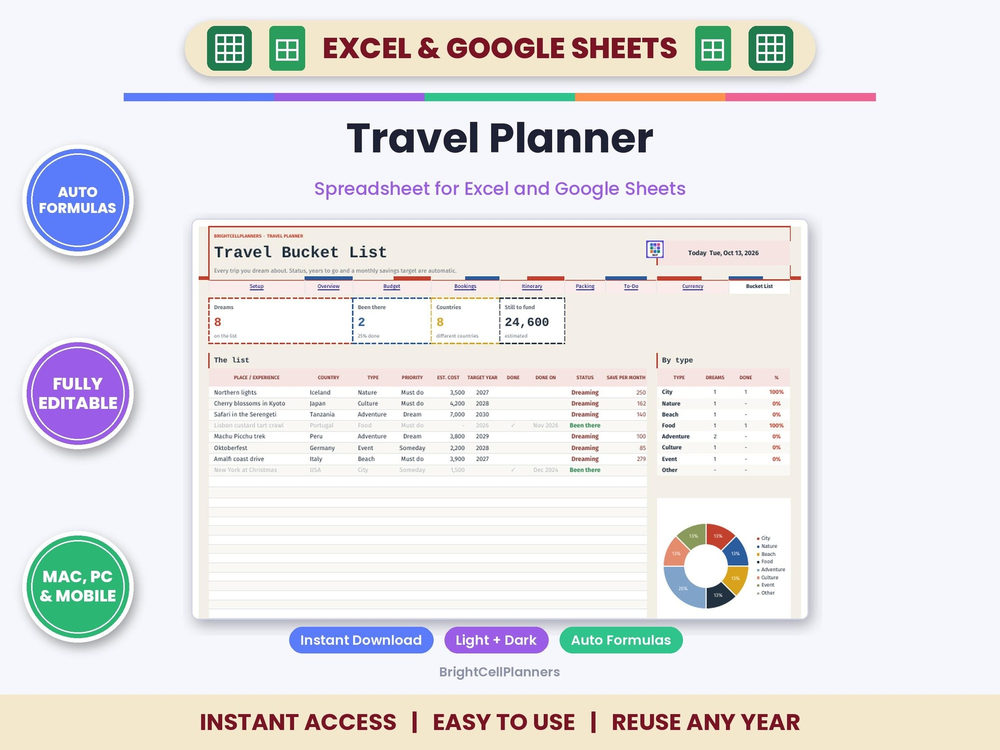 EXCEL & GOOGLE SHEETS
Travel Planner
Spreadsheet for Excel and Google Sheets
AUTO
FORMULAS
FULLY
EDITABLE
MAC, PC
& MOBILE
BRIGHTCELLPLANNERS · TRAVEL PLANNER
Travel Bucket List
Every trip you dream about. Status, years to go and a monthly savings target are automatic.
Today Tue, Oct 13, 2026
Setup Overview Budget Bookings Itinerary Packing To-Do Currency Bucket List
Dreams Been there Countries Still to fund
8 2 8 24,600
on the list 25% done different countries estimated
The list
PLACE / EXPERIENCE COUNTRY TYPE PRIORITY EST. COST TARGET YEAR DONE DONE ON STATUS SAVE PER MONTH
Northern lights Iceland Nature Must do 3,500 2027 Dreaming 250
Cherry blossoms in Kyoto Japan Culture Must do 4,200 2028 Dreaming 162
Safari in the Serengeti Tanzania Adventure Dream 7,000 2030 Dreaming 140
Lisbon custard tart crawl Portugal Food Must do - 2026 ✓ Nov 2026 Been there
Machu Picchu trek Peru Adventure Dream 3,800 2029 Dreaming 100
Oktoberfest Germany Event Someday 2,200 2028 Dreaming 85
Amalfi coast drive Italy Beach Must do 3,900 2027 Dreaming 279
New York at Christmas USA City Someday 1,500 ✓ Dec 2024 Been there
By type
TYPE DREAMS DONE %
City 1 1 100%
Nature 1 - 0%
Beach 1 - 0%
Food 1 1 100%
Adventure 2 - 0%
Culture 1 - 0%
Event 1 - 0%
Other - -
13% 13%
13% 13%
13%
25% 13%
City
Nature
Beach
Food
Adventure
Culture
Event
Other
Instant Download
Light + Dark
Auto Formulas
BrightCellPlanners
INSTANT ACCESS | EASY TO USE | REUSE ANY YEAR